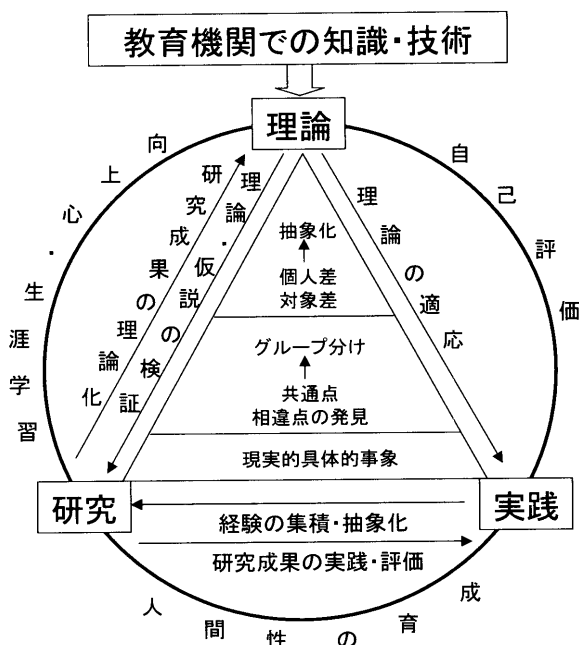 教育機関での知識・技術
理論
向上心・生涯学習
自己評価
研究成果の理論化
理論・仮説の検証
理論の適応
抽象化
個人差
対象差
グループ分け
共通点
相違点の発見
現実的具体的事象
研究
実践
経験の集積・抽象化
研究成果の実践・評価
人間性の育成